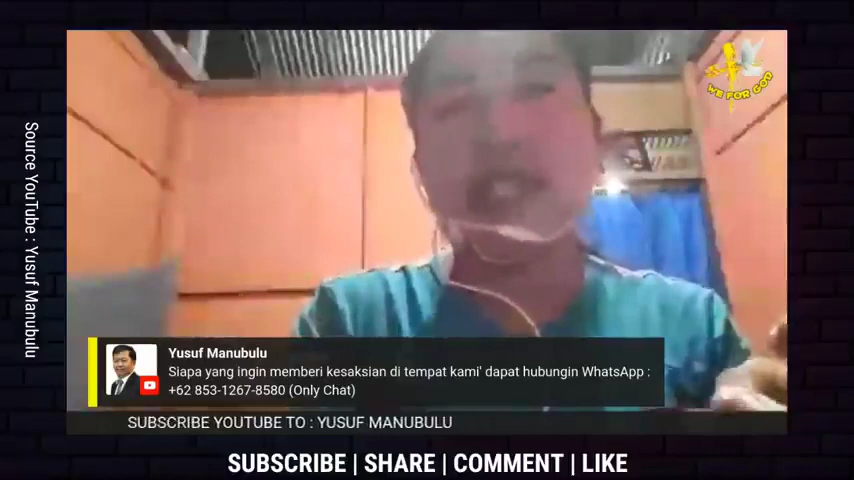 WE FOR GOD
Source YouTube : Yusuf Manubulu
Yusuf Manubulu
Siapa yang ingin memberi kesaksian di tempat kami' dapat hubungin WhatsApp :
+62 853-1267-8580 (Only Chat)
SUBSCRIBE YOUTUBE TO : YUSUF MANUBULU
SUBSCRIBE | SHARE | COMMENT | LIKE